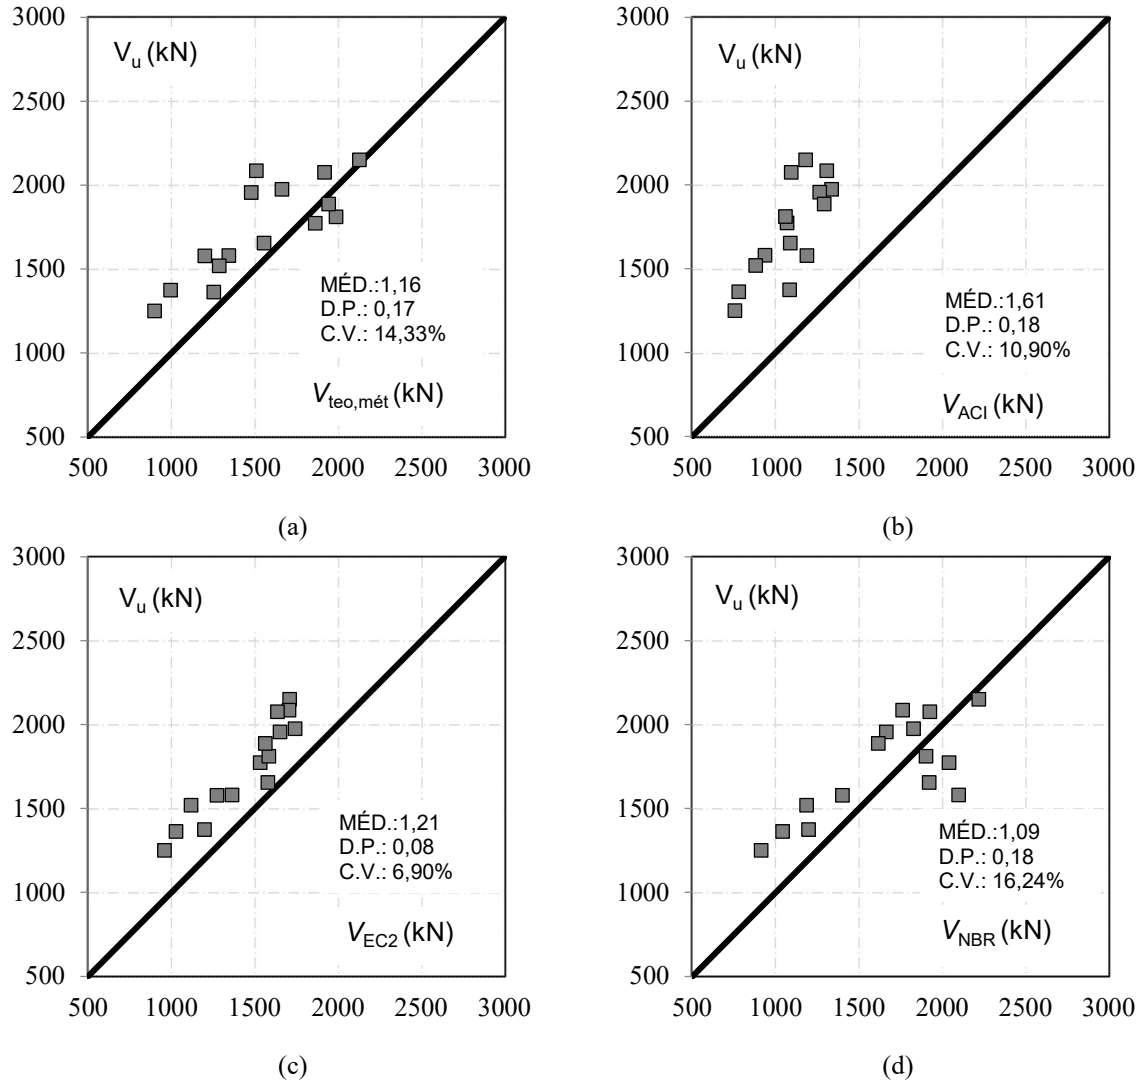 3000
2500
2000
1500
1000
500
V_u (kN)
MÉD.:1,16
D.P.: 0,17
C.V.: 14,33%
V_teo,mét (kN)
500 1000 1500 2000 2500 3000
(a)
3000
2500
2000
1500
1000
500
V_u (kN)
MÉD.:1,61
D.P.: 0,18
C.V.: 10,90%
V_ACI (kN)
500 1000 1500 2000 2500 3000
(b)
3000
2500
2000
1500
1000
500
V_u (kN)
MÉD.:1,21
D.P.: 0,08
C.V.: 6,90%
V_EC2 (kN)
500 1000 1500 2000 2500 3000
(c)
3000
2500
2000
1500
1000
500
V_u (kN)
MÉD.:1,09
D.P.: 0,18
C.V.: 16,24%
V_NBR (kN)
500 1000 1500 2000 2500 3000
(d)